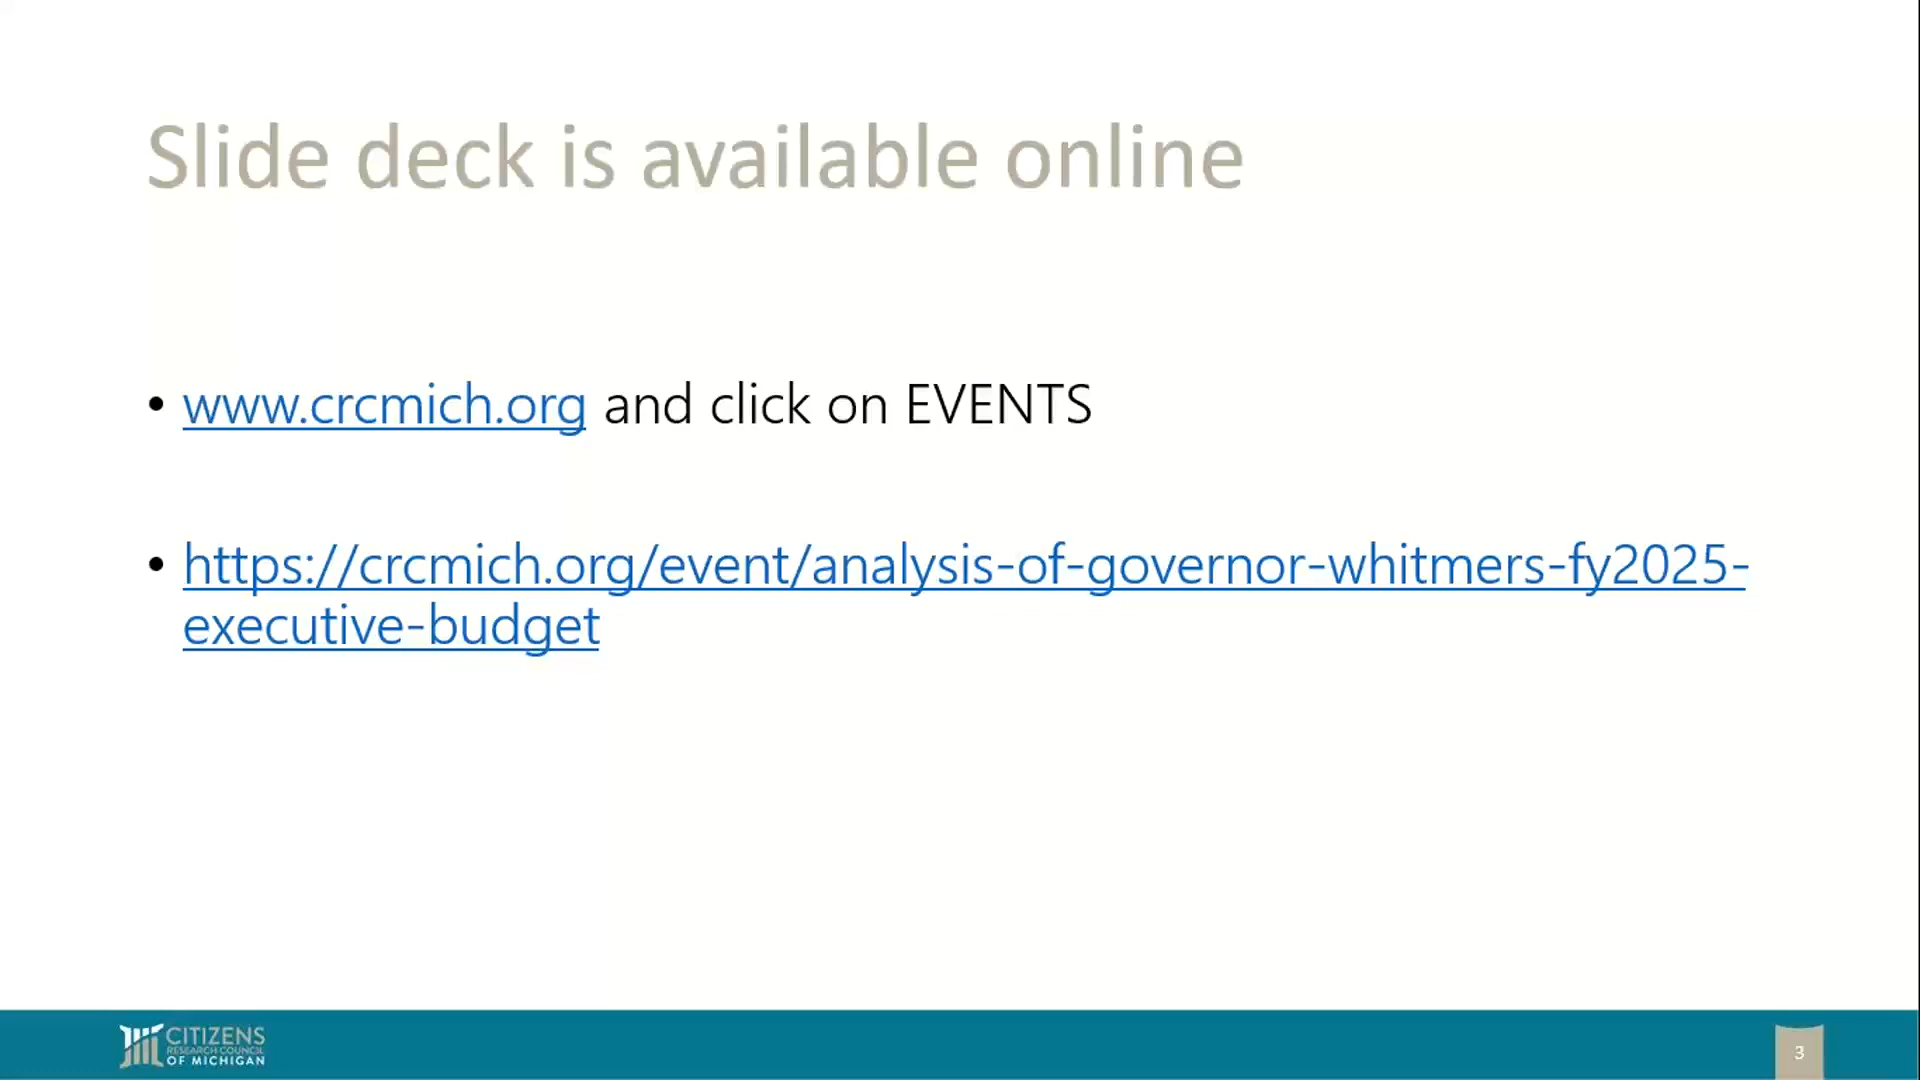 Slide deck is available online
• www.crcmich.org and click on EVENTS
• https://crcmich.org/event/analysis-of-governor-whitmers-fy2025-
executive-budget
CITIZENS
RESEARCH COUNCIL
OF MICHIGAN
3